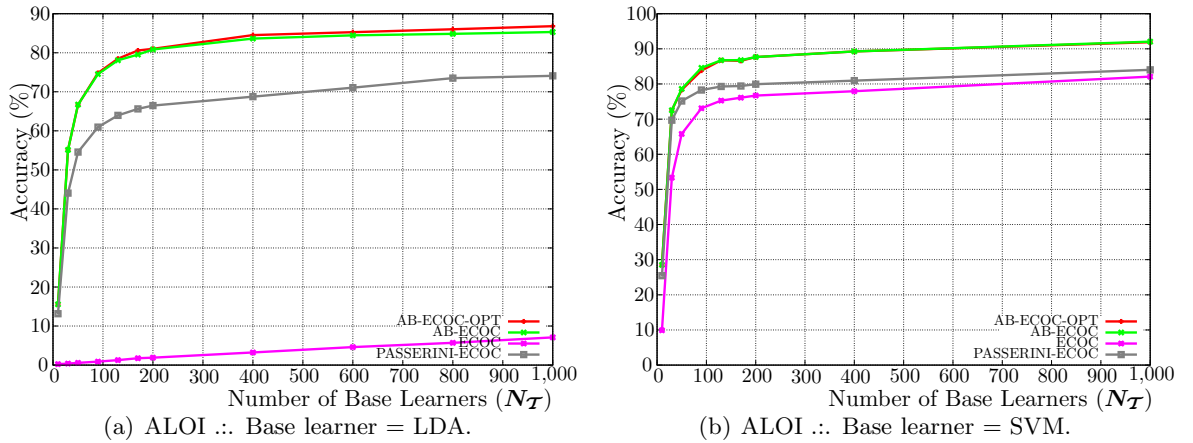 90
80
70
60
50
40
30
20
10
0
Accuracy (%)
AB-ECOC-OPT
AB-ECOC
ECOC
PASSERINI-ECOC
0 100 200 300 400 500 600 700 800 900 1,000
Number of Base Learners (N_T)
(a) ALOI .:. Base learner = LDA.
100
90
80
70
60
50
40
30
20
10
0
Accuracy (%)
AB-ECOC-OPT
AB-ECOC
ECOC
PASSERINI-ECOC
0 100 200 300 400 500 600 700 800 900 1,000
Number of Base Learners (N_T)
(b) ALOI .:. Base learner = SVM.